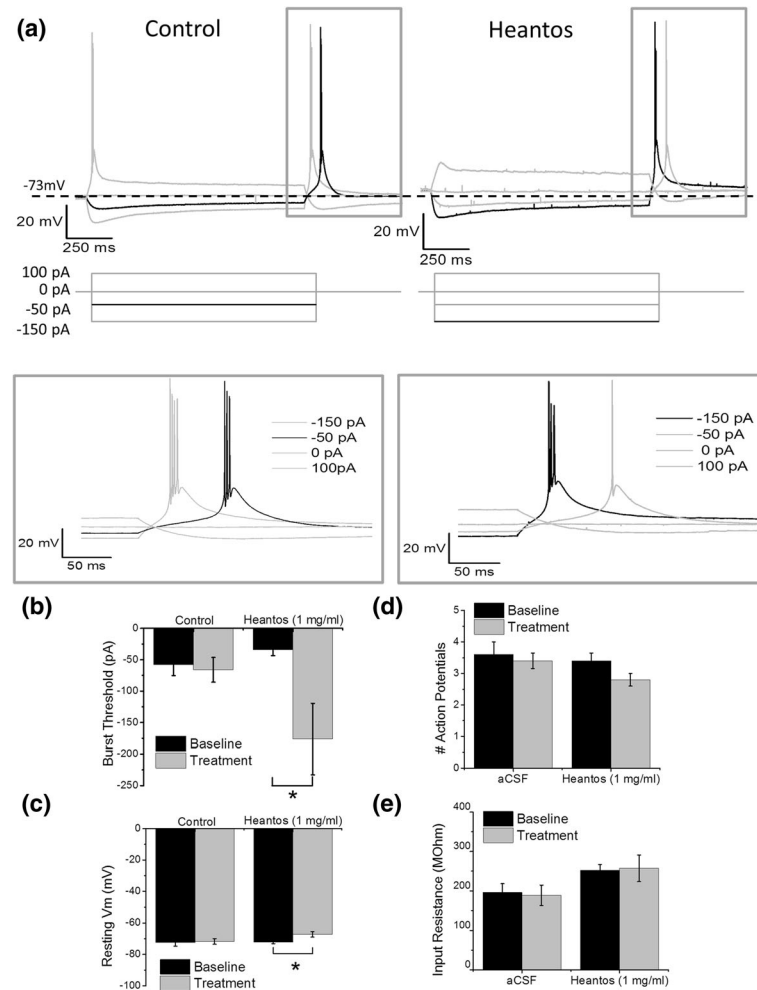 (a)
Control
Heantos
-73mV
20 mV
250 ms
20 mV
250 ms
100 pA
0 pA
-50 pA
-150 pA
-150 pA
-50 pA
0 pA
100pA
20 mV
50 ms
-150 pA
-50 pA
0 pA
100 pA
20 mV
50 ms
(b)
Control
Heantos (1 mg/ml)
Burst Threshold (pA)
0
-50
-100
-150
-200
-250
Baseline
Treatment
*
(c)
Control
Heantos (1 mg/ml)
Resting Vm (mV)
0
-20
-40
-60
-80
-100
Baseline
Treatment
*
(d)
# Action Potentials
5
4
3
2
1
0
Baseline
Treatment
aCSF
Heantos (1 mg/ml)
(e)
Input Resistance (MOhm)
400
300
200
100
0
Baseline
Treatment
aCSF
Heantos (1 mg/ml)